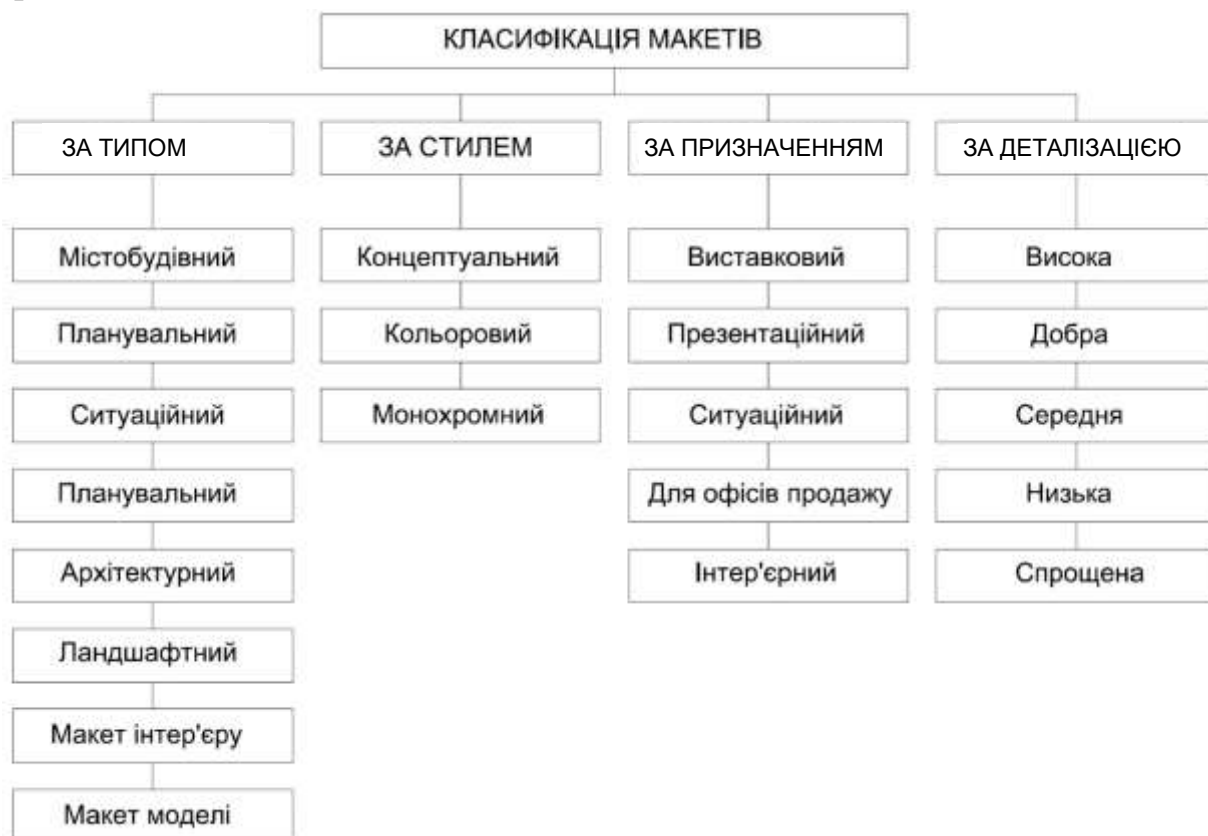 КЛАСИФІКАЦІЯ МАКЕТІВ
ЗА ТИПОМ
Містобудівний
Планувальний
Ситуаційний
Планувальний
Архітектурний
Ландшафтний
Макет інтер'єру
Макет моделі
ЗА СТИЛЕМ
Концептуальний
Кольоровий
Монохромний
ЗА ПРИЗНАЧЕННЯМ
Виставковий
Презентаційний
Ситуаційний
Для офісів продажу
Інтер'єрний
ЗА ДЕТАЛІЗАЦІЄЮ
Висока
Добра
Середня
Низька
Спрощена